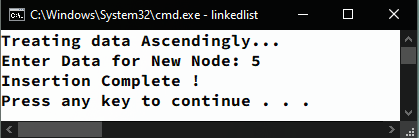 C:\Windows\System32\cmd.exe - linkedlist
Treating data Ascendingly...
Enter Data for New Node: 5
Insertion Complete !
Press any key to continue . . .